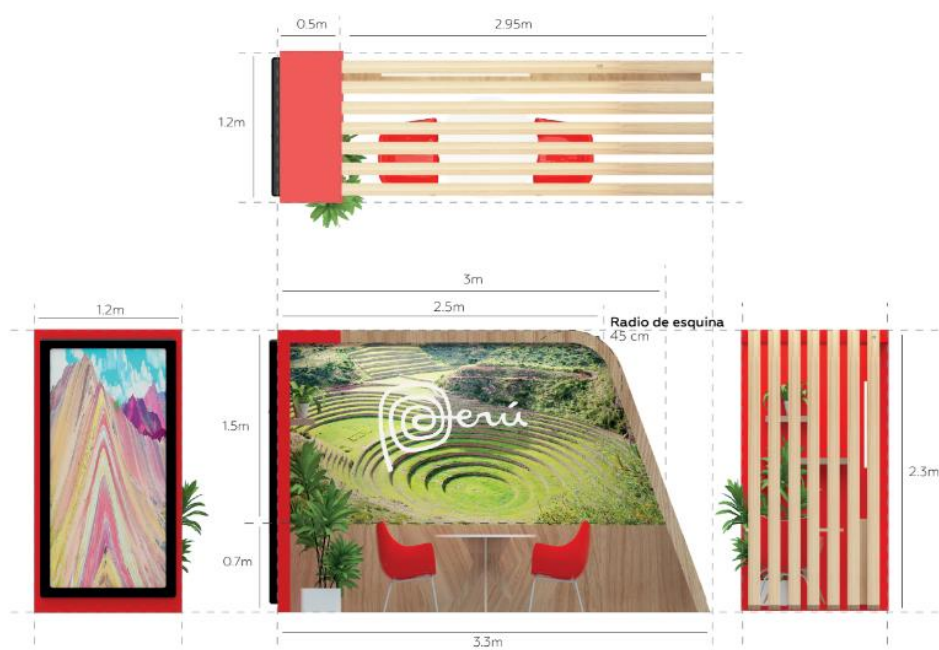 0.5m
2.95m
1.2m
3m
2.5m
1.2m
Radio de esquina
45 cm
1.5m
Perú
2.3m
0.7m
3.3m